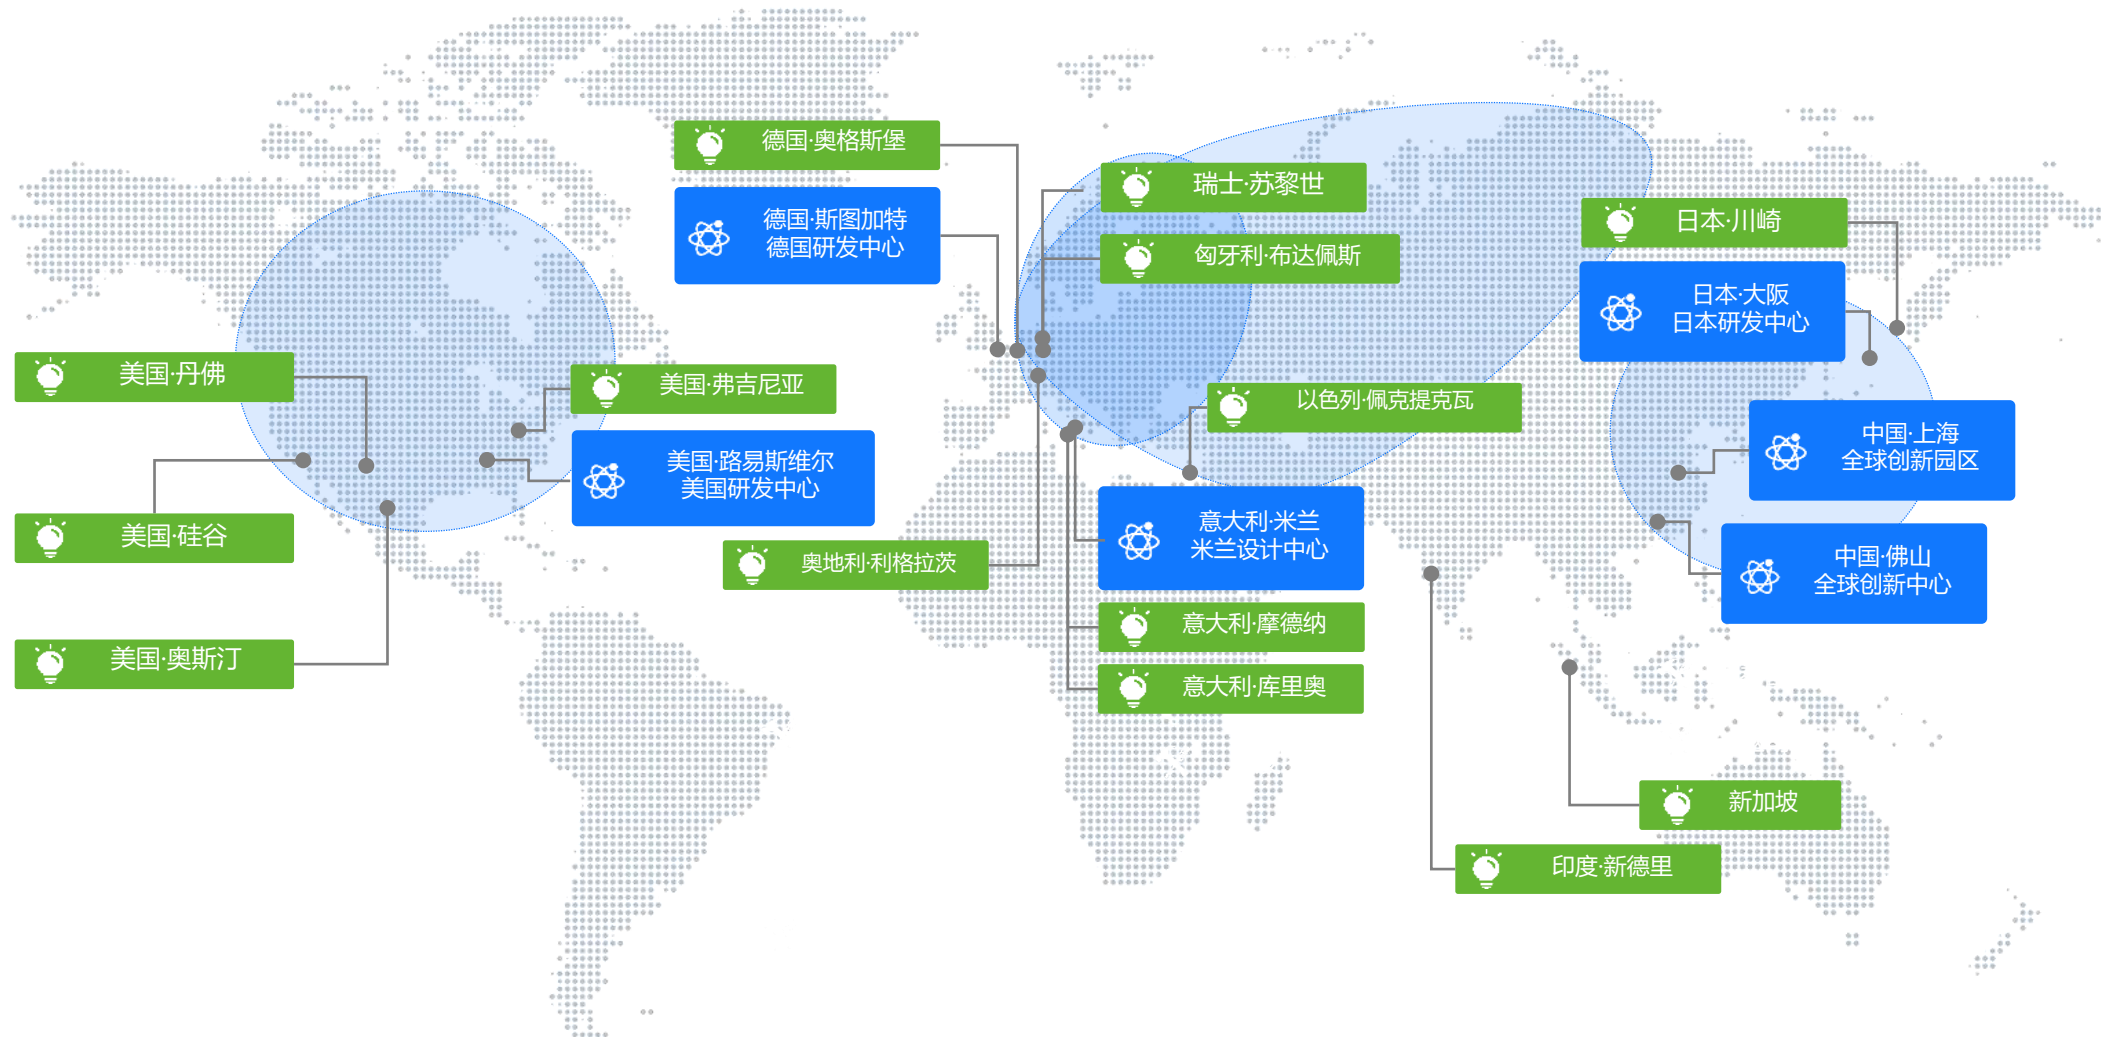 德国·奥格斯堡
瑞士·苏黎世
德国·斯图加特
德国研发中心
日本·川崎
匈牙利·布达佩斯
日本·大阪
日本研发中心
美国·丹佛
美国·弗吉尼亚
以色列·佩克提克瓦
中国·上海
全球创新园区
美国·路易斯维尔
美国研发中心
美国·硅谷
意大利·米兰
米兰设计中心
奥地利·利格拉茨
中国·佛山
全球创新中心
意大利·摩德纳
美国·奥斯汀
意大利·库里奥
新加坡
印度·新德里